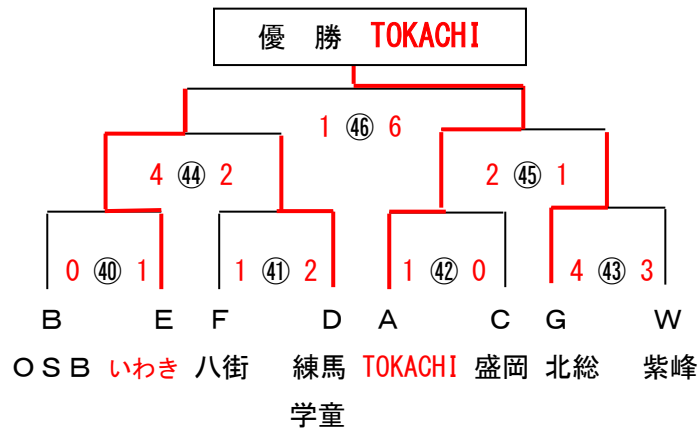 優 勝 TOKACHI
1 ㊻ 6
4 ㊹ 2 2 ㊺ 1
0 ㊵ 1 1 ㊶ 2 1 ㊷ 0 4 ㊸ 3
B E F D A C G W
OSB いわき 八街 練馬 TOKACHI 盛岡 北総 紫峰
学童